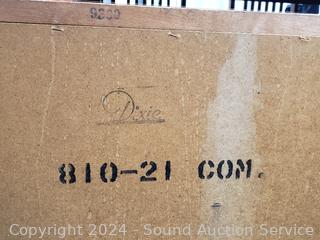 9200
Dixie
810-21 COM.
Copyright 2024 - Sound Auction Service